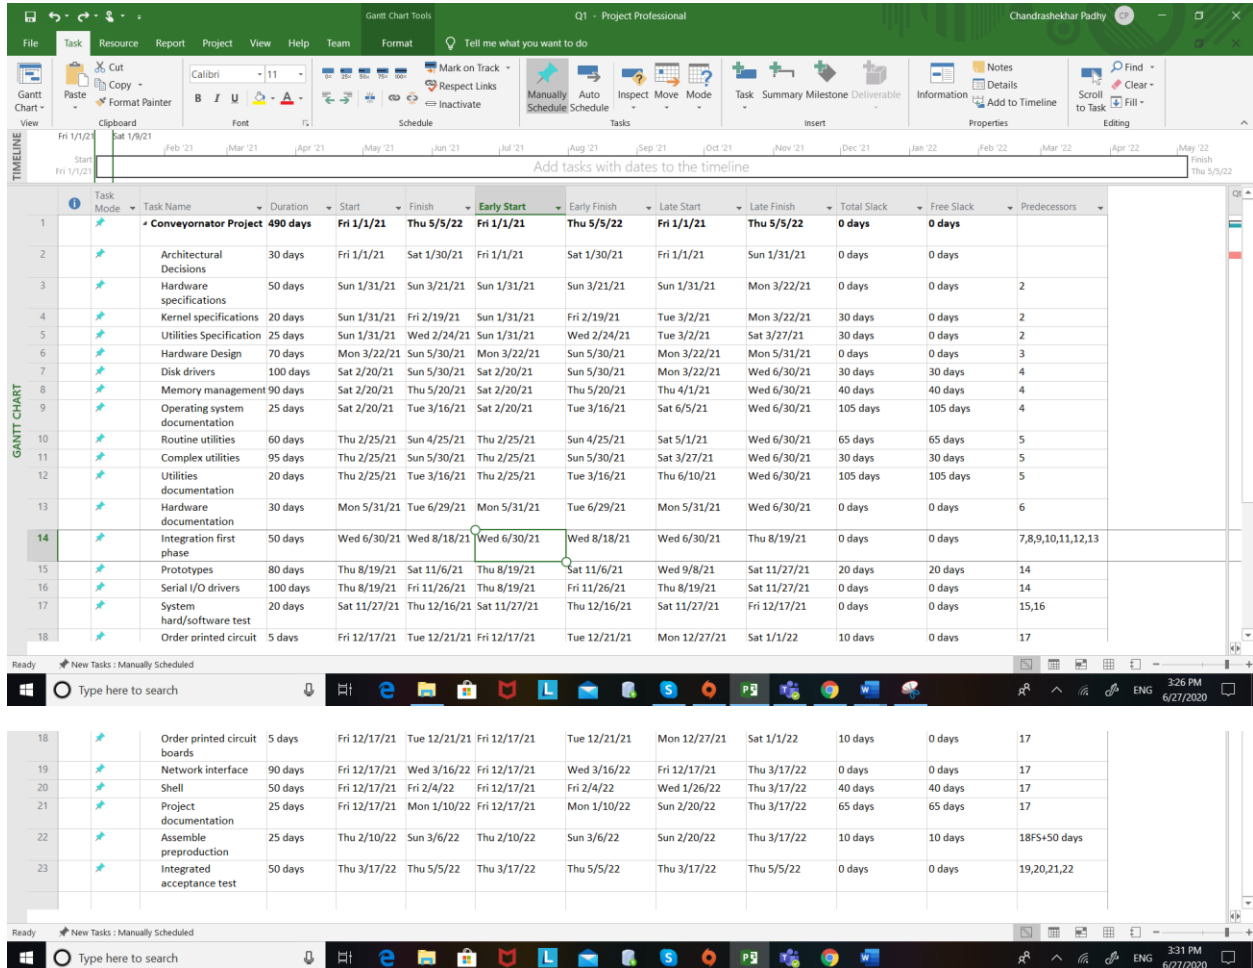 Gantt Chart Tools
Q1 - Project Professional
Chandrashekhar Padhy CP
File Task Resource Report Project View Help Team Format Tell me what you want to do
Gantt Chart
View
Paste
Cut
Copy
Format Painter
Clipboard
Calibri 11
B I U A
Font
Mark on Track
Respect Links
Inactivate
Schedule
Manually Schedule
Auto Schedule
Inspect Move Mode
Tasks
Task Summary Milestone Deliverable
Insert
Information
Notes
Details
Add to Timeline
Properties
Scroll to Task
Find
Clear
Fill
Editing
TIMELINE
Fri 1/1/21 Sat 1/9/21
Feb '21 Mar '21 Apr '21 May '21 Jun '21 Jul '21 Aug '21 Sep '21 Oct '21 Nov '21 Dec '21 Jan '22 Feb '22 Mar '22 Apr '22 May '22
Start
Fri 1/1/21
Add tasks with dates to the timeline
Finish
Thu 5/5/22
GANTT CHART
Task Mode Task Name Duration Start Finish Early Start Early Finish Late Start Late Finish Total Slack Free Slack Predecessors
1 Conveyornator Project 490 days Fri 1/1/21 Thu 5/5/22 Fri 1/1/21 Thu 5/5/22 Fri 1/1/21 Thu 5/5/22 0 days 0 days
2 Architectural Decisions 30 days Fri 1/1/21 Sat 1/30/21 Fri 1/1/21 Sat 1/30/21 Fri 1/1/21 Sun 1/31/21 0 days 0 days
3 Hardware specifications 50 days Sun 1/31/21 Sun 3/21/21 Sun 1/31/21 Sun 3/21/21 Sun 1/31/21 Mon 3/22/21 0 days 0 days 2
4 Kernel specifications 20 days Sun 1/31/21 Fri 2/19/21 Sun 1/31/21 Fri 2/19/21 Tue 3/2/21 Mon 3/22/21 30 days 0 days 2
5 Utilities Specification 25 days Sun 1/31/21 Wed 2/24/21 Sun 1/31/21 Wed 2/24/21 Tue 3/2/21 Sat 3/27/21 30 days 0 days 2
6 Hardware Design 70 days Mon 3/22/21 Sun 5/30/21 Mon 3/22/21 Sun 5/30/21 Mon 3/22/21 Mon 5/31/21 0 days 0 days 3
7 Disk drivers 100 days Sat 2/20/21 Sun 5/30/21 Sat 2/20/21 Sun 5/30/21 Mon 3/22/21 Wed 6/30/21 30 days 30 days 4
8 Memory management 90 days Sat 2/20/21 Thu 5/20/21 Sat 2/20/21 Thu 5/20/21 Thu 4/1/21 Wed 6/30/21 40 days 40 days 4
9 Operating system documentation 25 days Sat 2/20/21 Tue 3/16/21 Sat 2/20/21 Tue 3/16/21 Sat 6/5/21 Wed 6/30/21 105 days 105 days 4
10 Routine utilities 60 days Thu 2/25/21 Sun 4/25/21 Thu 2/25/21 Sun 4/25/21 Sat 5/1/21 Wed 6/30/21 65 days 65 days 5
11 Complex utilities 95 days Thu 2/25/21 Sun 5/30/21 Thu 2/25/21 Sun 5/30/21 Sat 3/27/21 Wed 6/30/21 30 days 30 days 5
12 Utilities documentation 20 days Thu 2/25/21 Tue 3/16/21 Thu 2/25/21 Tue 3/16/21 Thu 6/10/21 Wed 6/30/21 105 days 105 days 5
13 Hardware documentation 30 days Mon 5/31/21 Tue 6/29/21 Mon 5/31/21 Tue 6/29/21 Mon 5/31/21 Wed 6/30/21 0 days 0 days 6
14 Integration first phase 50 days Wed 6/30/21 Wed 8/18/21 Wed 6/30/21 Wed 8/18/21 Wed 6/30/21 Thu 8/19/21 0 days 0 days 7,8,9,10,11,12,13
15 Prototypes 80 days Thu 8/19/21 Sat 11/6/21 Thu 8/19/21 Sat 11/6/21 Wed 9/8/21 Sat 11/27/21 20 days 20 days 14
16 Serial I/O drivers 100 days Thu 8/19/21 Fri 11/26/21 Thu 8/19/21 Fri 11/26/21 Thu 8/19/21 Sat 11/27/21 0 days 0 days 14
17 System hard/software test 20 days Sat 11/27/21 Thu 12/16/21 Sat 11/27/21 Thu 12/16/21 Sat 11/27/21 Fri 12/17/21 0 days 0 days 15,16
18 Order printed circuit 5 days Fri 12/17/21 Tue 12/21/21 Fri 12/17/21 Tue 12/21/21 Mon 12/27/21 Sat 1/1/22 10 days 0 days 17
Ready New Tasks : Manually Scheduled
Type here to search
ENG 3:26 PM 6/27/2020
18 Order printed circuit boards 5 days Fri 12/17/21 Tue 12/21/21 Fri 12/17/21 Tue 12/21/21 Mon 12/27/21 Sat 1/1/22 10 days 0 days 17
19 Network interface 90 days Fri 12/17/21 Wed 3/16/22 Fri 12/17/21 Wed 3/16/22 Fri 12/17/21 Thu 3/17/22 0 days 0 days 17
20 Shell 50 days Fri 12/17/21 Fri 2/4/22 Fri 12/17/21 Fri 2/4/22 Wed 1/26/22 Thu 3/17/22 40 days 40 days 17
21 Project documentation 25 days Fri 12/17/21 Mon 1/10/22 Fri 12/17/21 Mon 1/10/22 Sun 2/20/22 Thu 3/17/22 65 days 65 days 17
22 Assemble preproduction 25 days Thu 2/10/22 Sun 3/6/22 Thu 2/10/22 Sun 3/6/22 Sun 2/20/22 Thu 3/17/22 10 days 10 days 18FS+50 days
23 Integrated acceptance test 50 days Thu 3/17/22 Thu 5/5/22 Thu 3/17/22 Thu 5/5/22 Thu 3/17/22 Thu 5/5/22 0 days 0 days 19,20,21,22
Ready New Tasks : Manually Scheduled
Type here to search
ENG 3:31 PM 6/27/2020